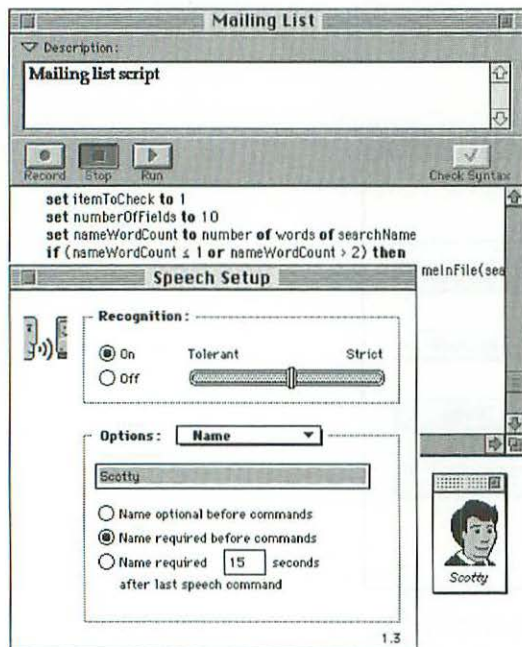 Mailing List
Description:
Mailing list script
Record Stop Run Check Syntax
set itemToCheck to 1
set numberOfFields to 10
set nameWordCount to number of words of searchName
if (nameWordCount ≤ 1 or nameWordCount > 2) then
meInFile(sea
Speech Setup
Recognition:
On Tolerant Strict
Off
Options: Name
Scotty
Name optional before commands
Name required before commands
Name required 15 seconds
after last speech command
1.3
Scotty